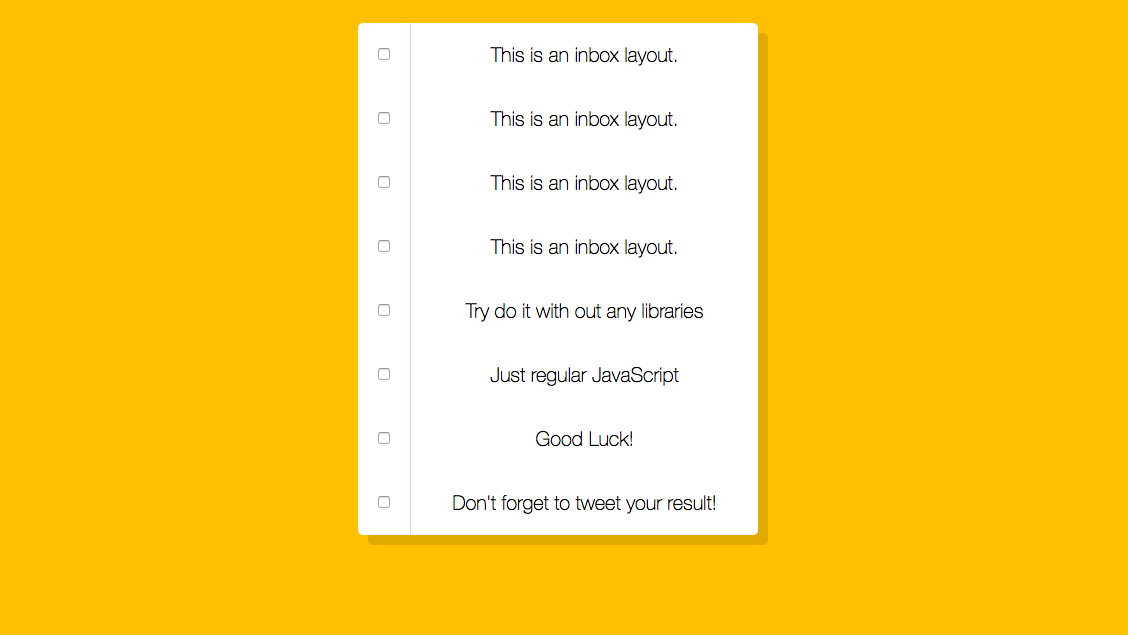 This is an inbox layout.
This is an inbox layout.
This is an inbox layout.
This is an inbox layout.
Try do it with out any libraries
Just regular JavaScript
Good Luck!
Don't forget to tweet your result!